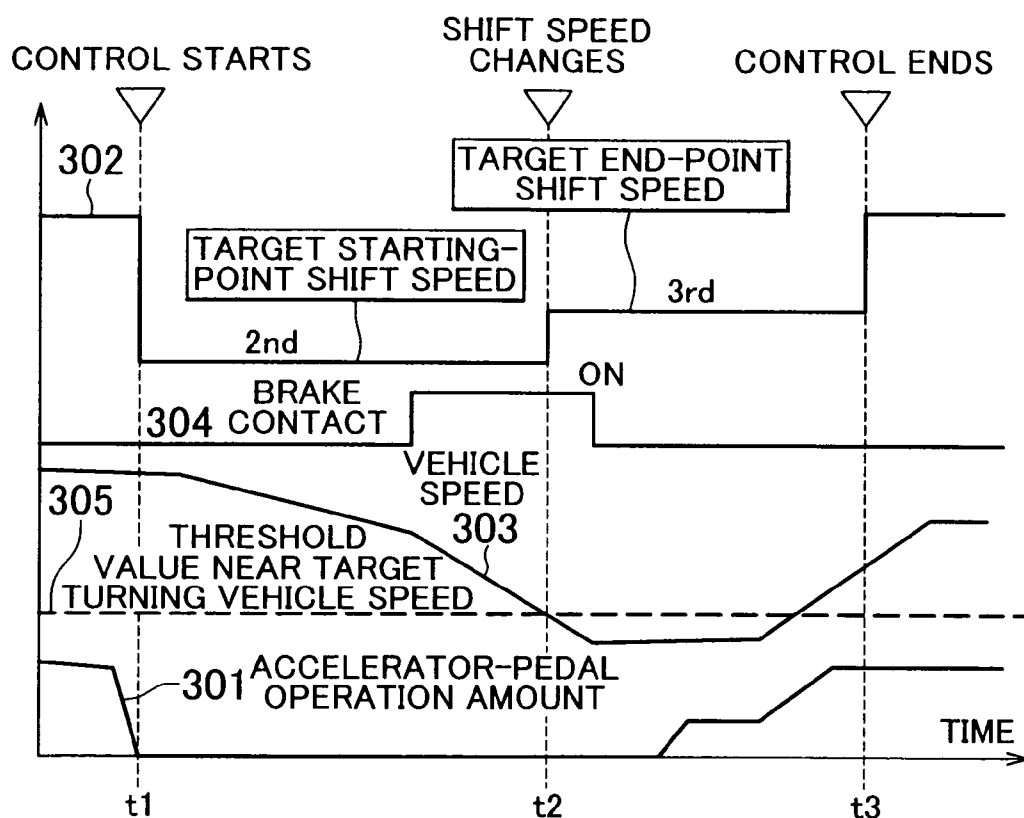 CONTROL STARTS
SHIFT SPEED
CHANGES
CONTROL ENDS
302
TARGET END-POINT
SHIFT SPEED
TARGET STARTING-
POINT SHIFT SPEED
3rd
2nd
ON
BRAKE
CONTACT
304
VEHICLE
SPEED
303
305
THRESHOLD
VALUE NEAR TARGET
TURNING VEHICLE SPEED
301
ACCELERATOR-PEDAL
OPERATION AMOUNT
TIME
t1
t2
t3